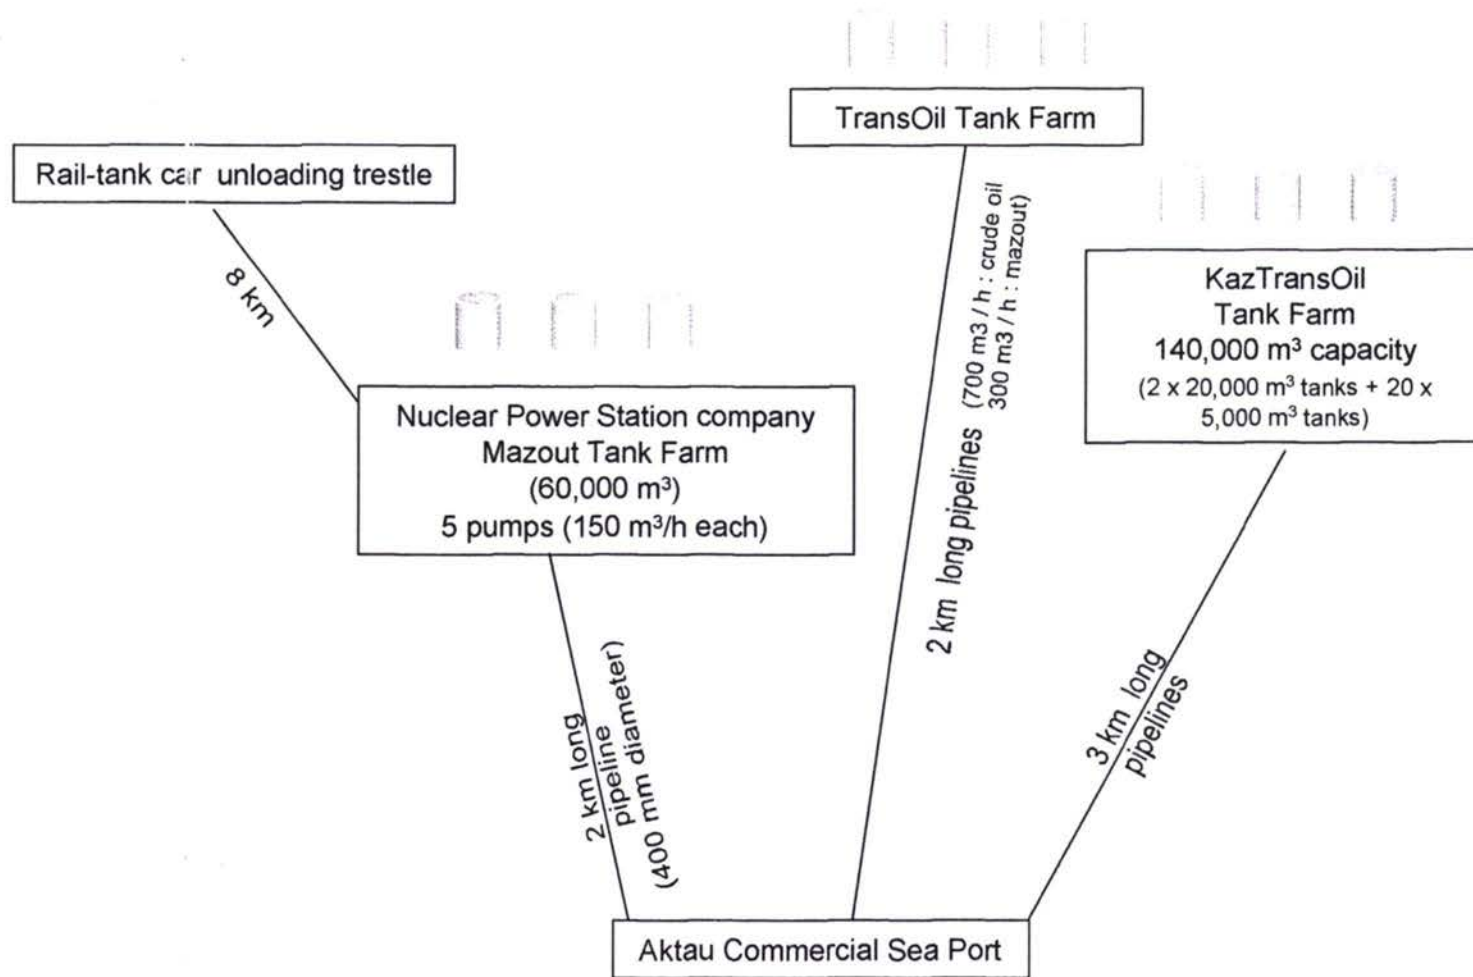 TransOil Tank Farm
Rail-tank car unloading trestle
8 km
KazTransOil
Tank Farm
140,000 m³ capacity
(2 x 20,000 m³ tanks + 20 x
5,000 m³ tanks)
Nuclear Power Station company
Mazout Tank Farm
(60,000 m³)
5 pumps (150 m³/h each)
2 km long pipelines (700 m3 / h : crude oil
300 m3 / h : mazout)
2 km long
pipeline
(400 mm diameter)
3 km long
pipelines
Aktau Commercial Sea Port